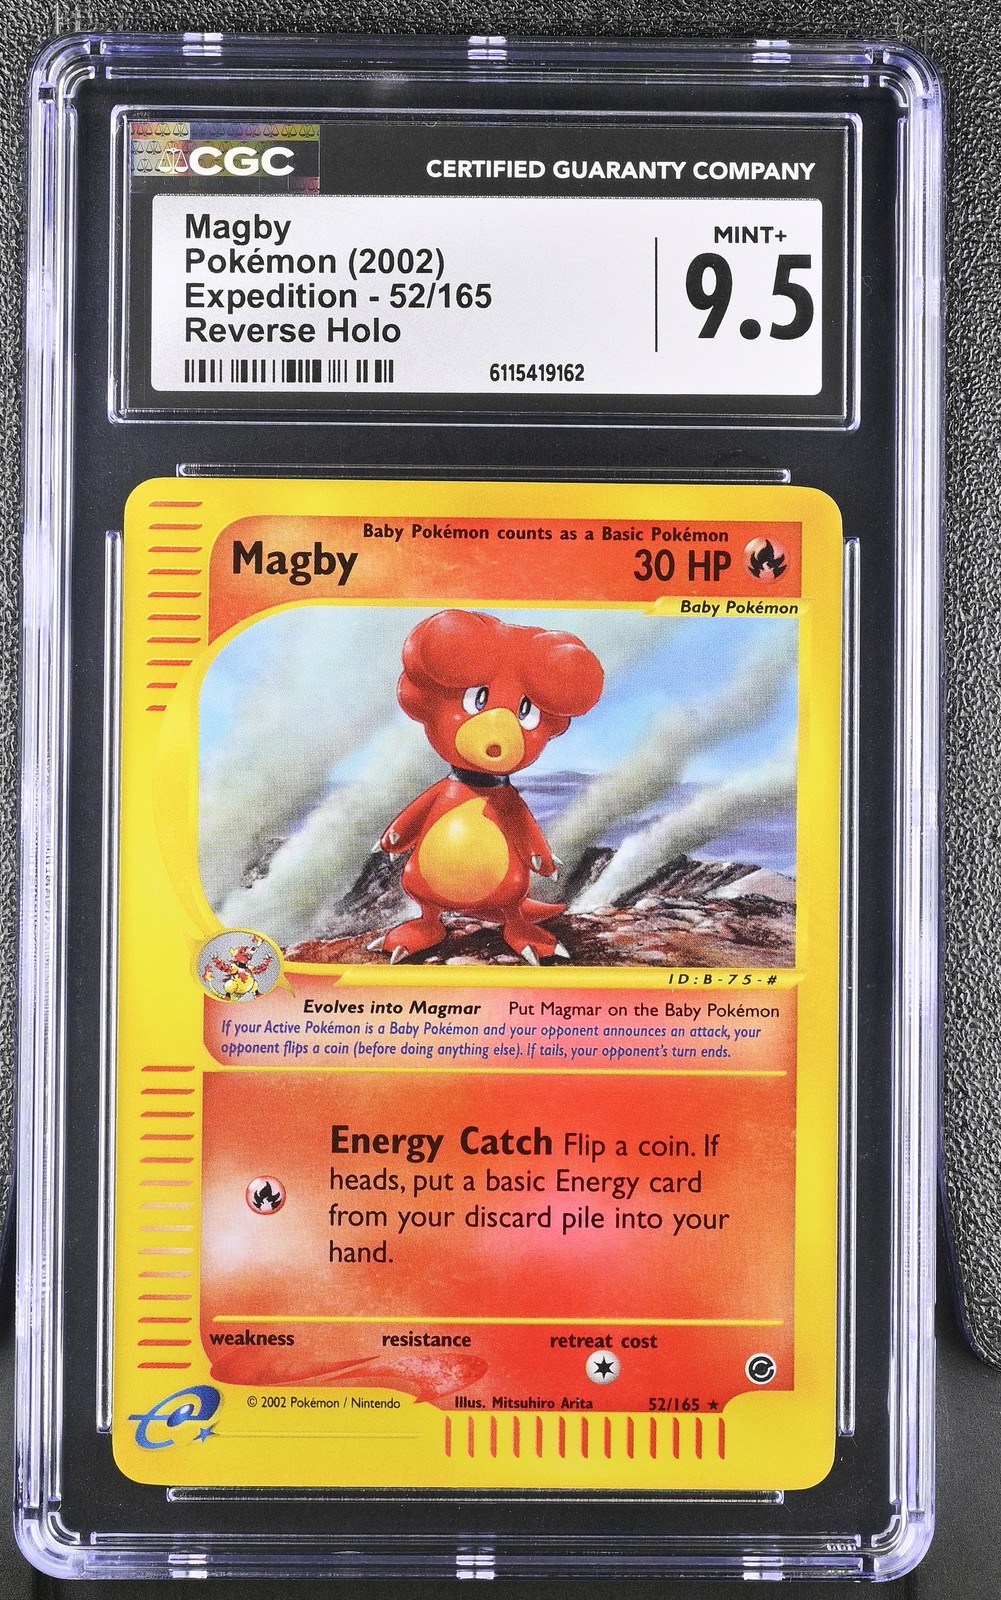 CGC
CERTIFIED GUARANTY COMPANY
Magby
Pokémon (2002)
Expedition - 52/165
Reverse Holo
MINT+
9.5
6115419162
Baby Pokémon counts as a Basic Pokémon
Magby
30 HP
Baby Pokémon
ID:B-75-#
Evolves into Magmar Put Magmar on the Baby Pokémon
If your Active Pokémon is a Baby Pokémon and your opponent announces an attack, your
opponent flips a coin (before doing anything else). If tails, your opponent's turn ends.
Energy Catch Flip a coin. If
heads, put a basic Energy card
from your discard pile into your
hand.
weakness resistance retreat cost
e
© 2002 Pokémon / Nintendo Illus. Mitsuhiro Arita 52/165 ★